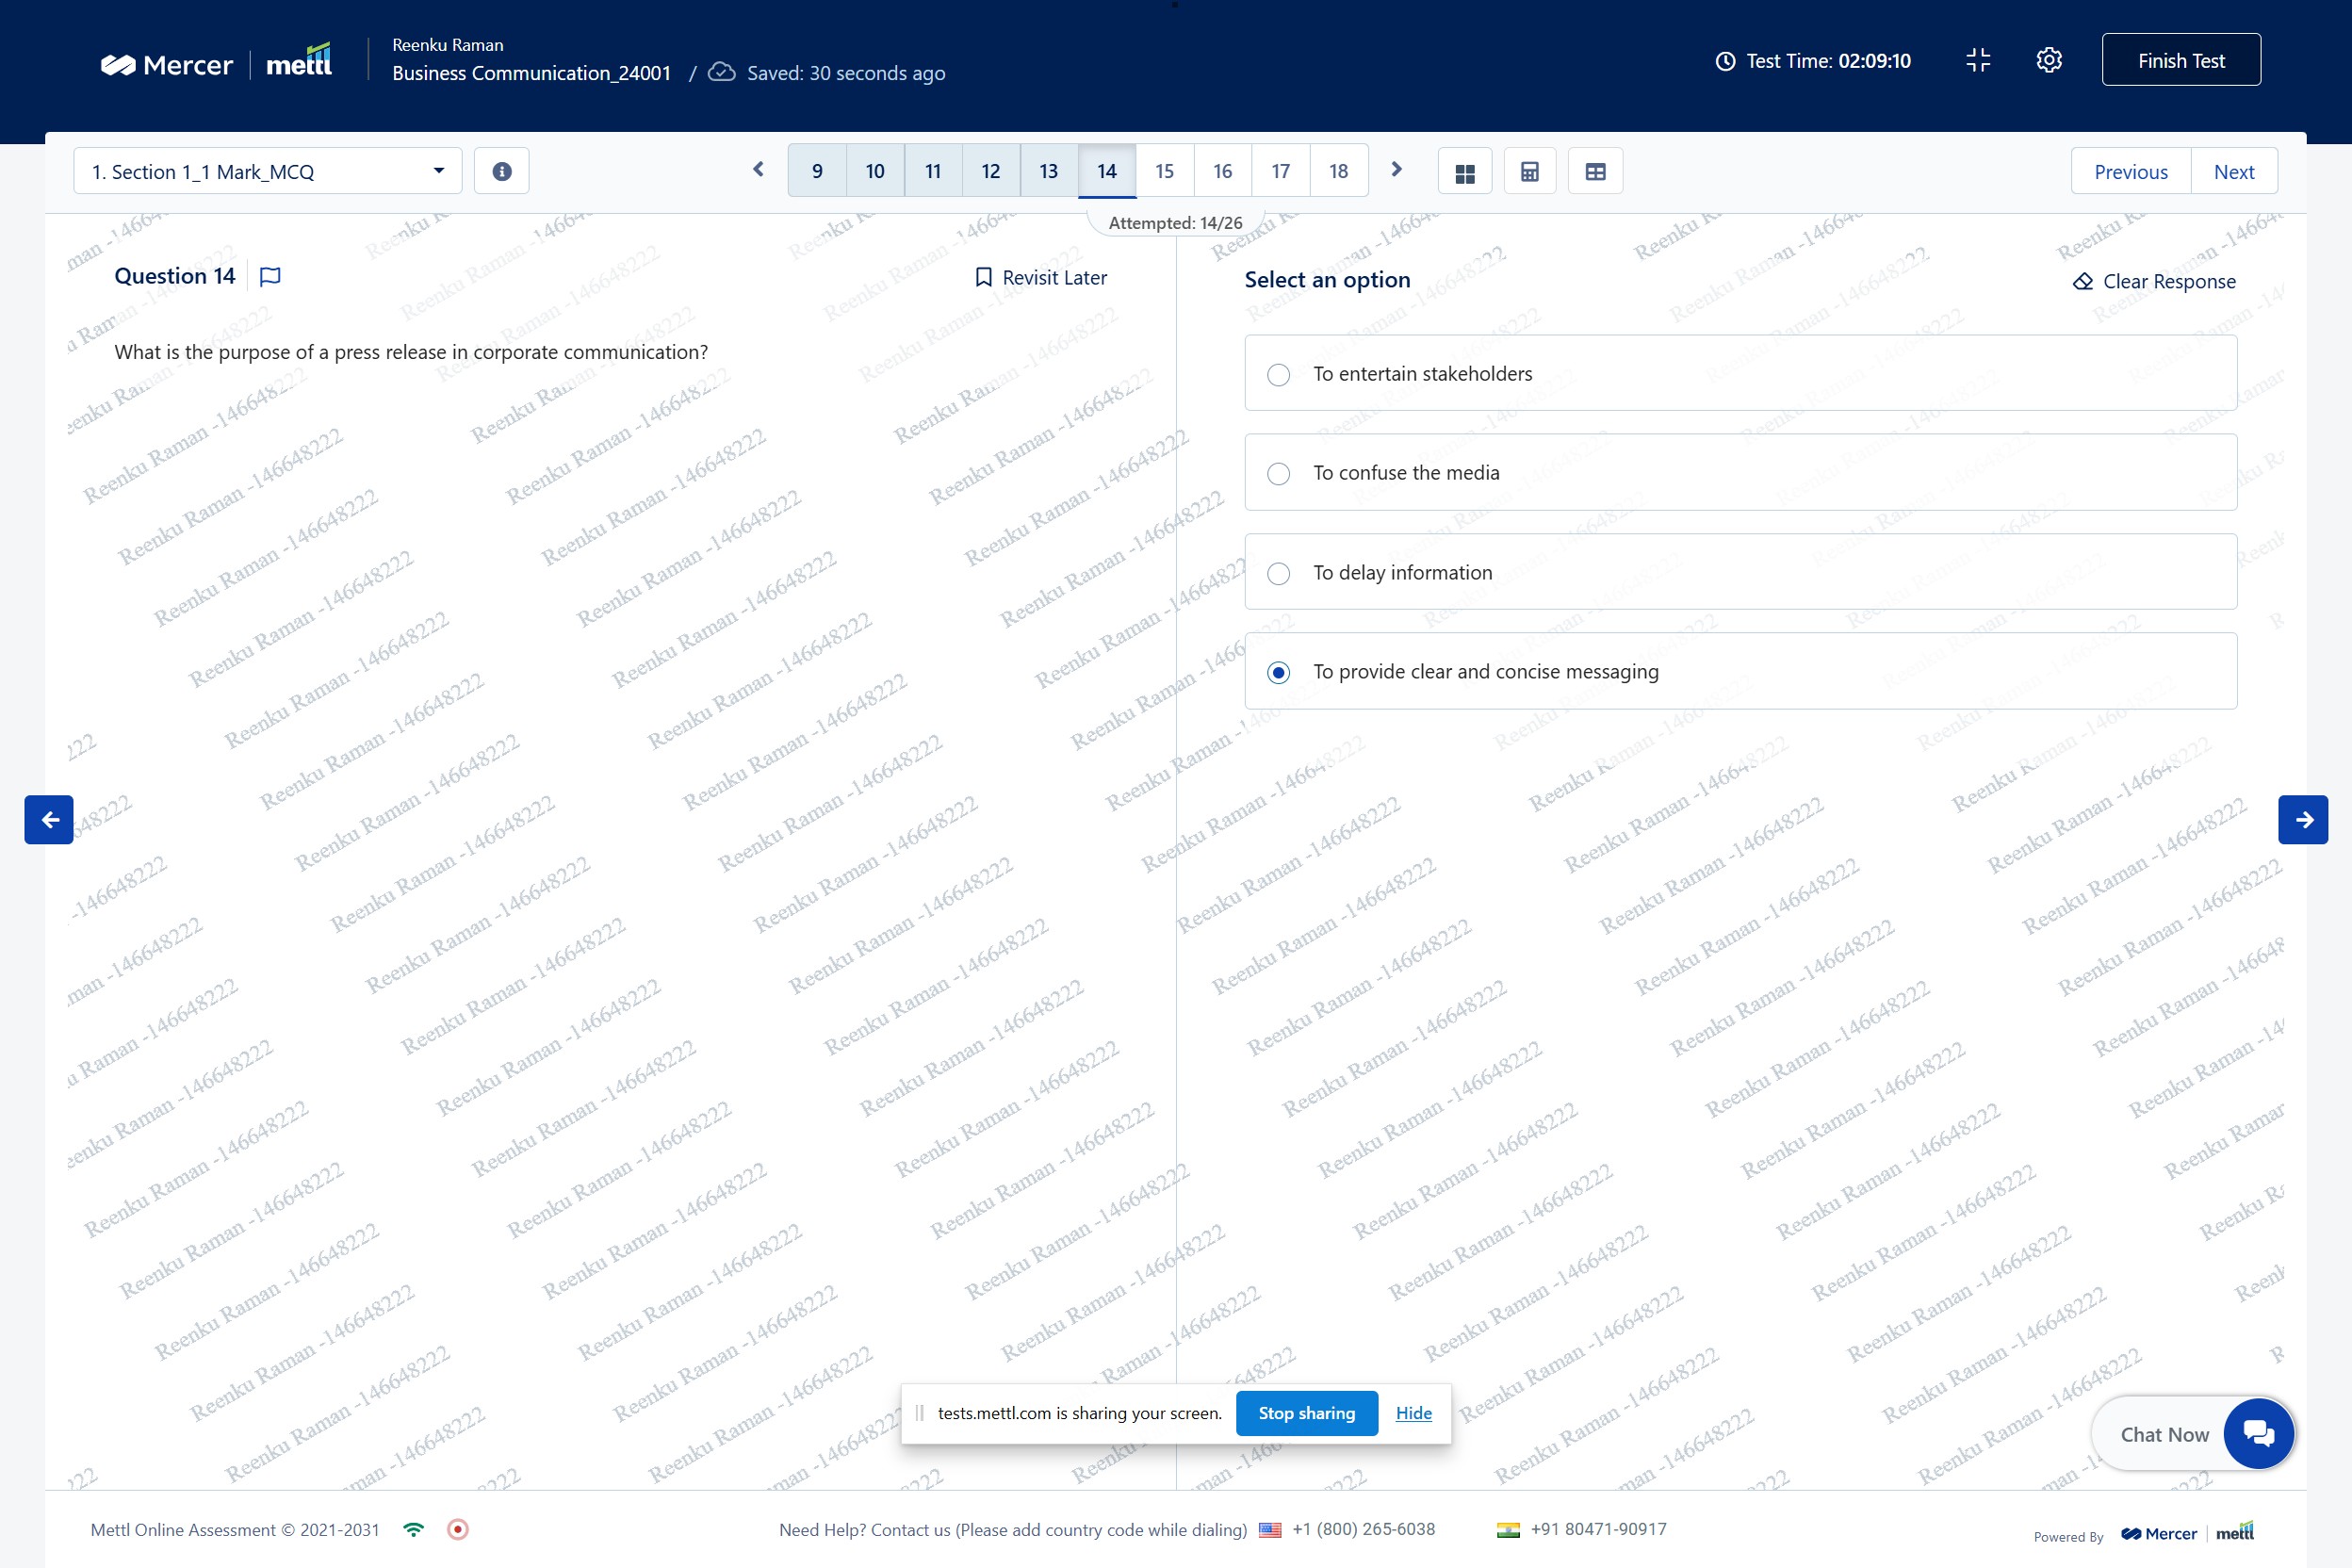 Mercer | mettl
Reenku Raman
Business Communication_24001 / Saved: 30 seconds ago
Test Time: 02:09:10
Finish Test
1. Section 1_1 Mark_MCQ
9 10 11 12 13 14 15 16 17 18
Previous Next
Attempted: 14/26
Question 14
Revisit Later
What is the purpose of a press release in corporate communication?
Select an option
Clear Response
To entertain stakeholders
To confuse the media
To delay information
To provide clear and concise messaging
Reenku Raman -146648222
tests.mettl.com is sharing your screen. Stop sharing Hide
Chat Now
Mettl Online Assessment © 2021-2031
Need Help? Contact us (Please add country code while dialing) +1 (800) 265-6038 +91 80471-90917
Powered By Mercer | mettl